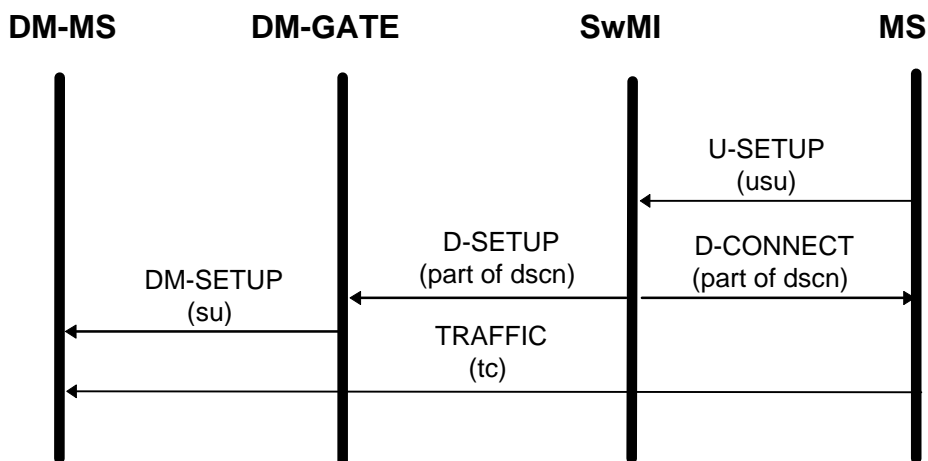 DM-MS
DM-GATE
SwMI
MS
U-SETUP
(usu)
D-SETUP
(part of dscn)
D-CONNECT
(part of dscn)
DM-SETUP
(su)
TRAFFIC
(tc)